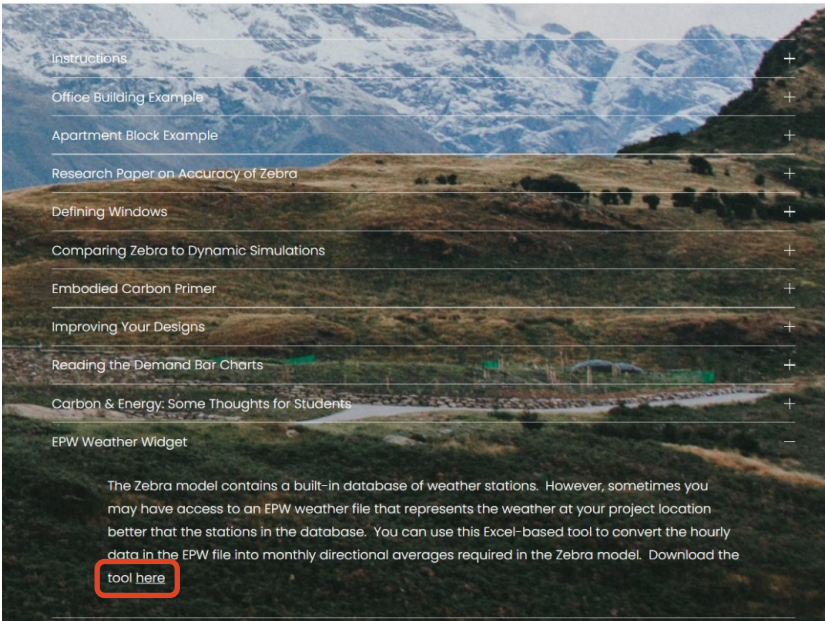 Instructions
Office Building Example
Apartment Block Example
Research Paper on Accuracy of Zebra
Defining Windows
Comparing Zebra to Dynamic Simulations
Embodied Carbon Primer
Improving Your Designs
Reading the Demand Bar Charts
Carbon & Energy: Some Thoughts for Students
EPW Weather Widget
The Zebra model contains a built-in database of weather stations.  However, sometimes you
may have access to an EPW weather file that represents the weather at your project location
better that the stations in the database.  You can use this Excel-based tool to convert the hourly
data in the EPW file into monthly directional averages required in the Zebra model.  Download the
tool here